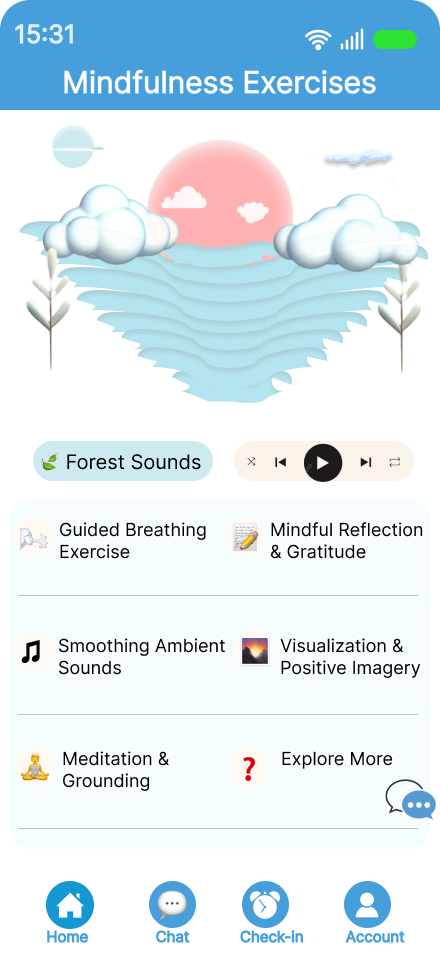 15:31
Mindfulness Exercises
Forest Sounds
Guided Breathing
Exercise
Mindful Reflection
& Gratitude
Smoothing Ambient
Sounds
Visualization &
Positive Imagery
Meditation &
Grounding
Explore More
Home
Chat
Check-in
Account